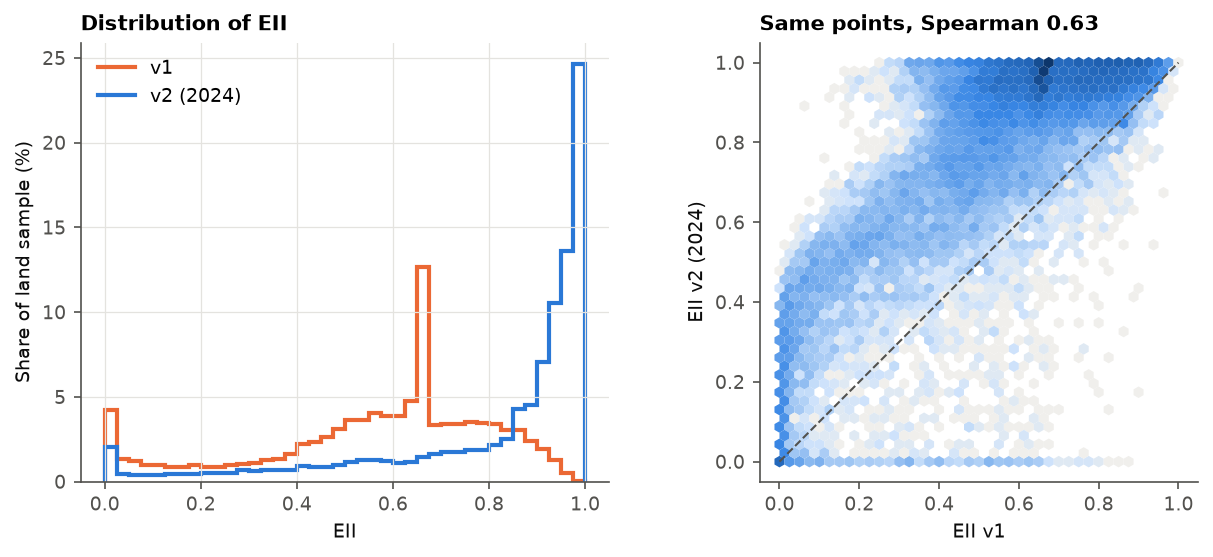 Distribution of EII
v1
v2 (2024)
Share of land sample (%)
25
20
15
10
5
0
0.0 0.2 0.4 0.6 0.8 1.0
EII
Same points, Spearman 0.63
EII v2 (2024)
1.0
0.8
0.6
0.4
0.2
0.0
0.0 0.2 0.4 0.6 0.8 1.0
EII v1